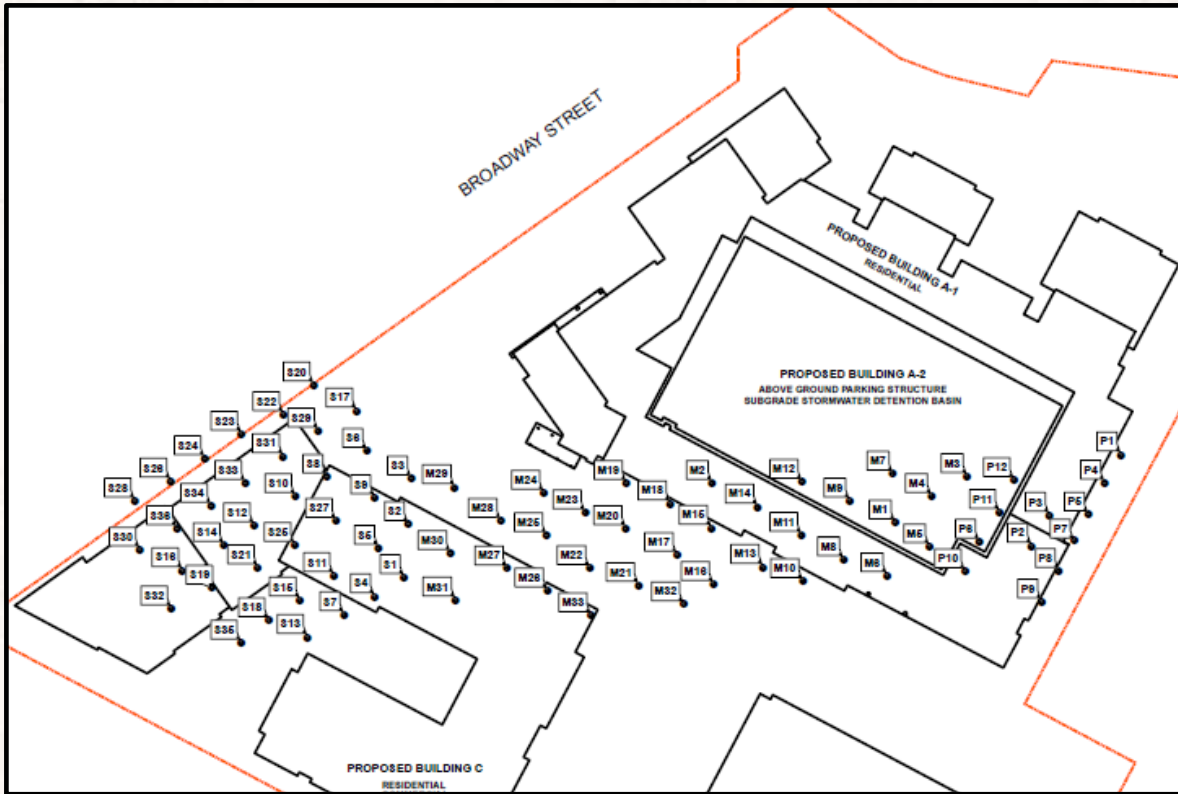 BROADWAY STREET
PROPOSED BUILDING A-1
RESIDENTIAL
PROPOSED BUILDING A-2
ABOVE GROUND PARKING STRUCTURE
SUBGRADE STORMWATER DETENTION BASIN
S20
S17
S22
S29
S23
S6
S31
S24
S3
M29
S26
S33
S8
S9
S28
S34
S10
S27
S2
S36
S12
S30
S14
S25
S5
M30
S16
S21
S11
S1
S19
S4
M31
S32
S15
S7
S18
S13
S35
M24
M19
M2
M12
M7
M3
P12
P1
P4
M23
M18
M14
M9
M4
P11
P3
P5
M28
M25
M20
M15
M11
M1
M5
P6
P2
P7
M27
M22
M17
M13
M8
P10
P8
M26
M21
M16
M10
M6
M32
P9
M33
PROPOSED BUILDING C
RESIDENTIAL